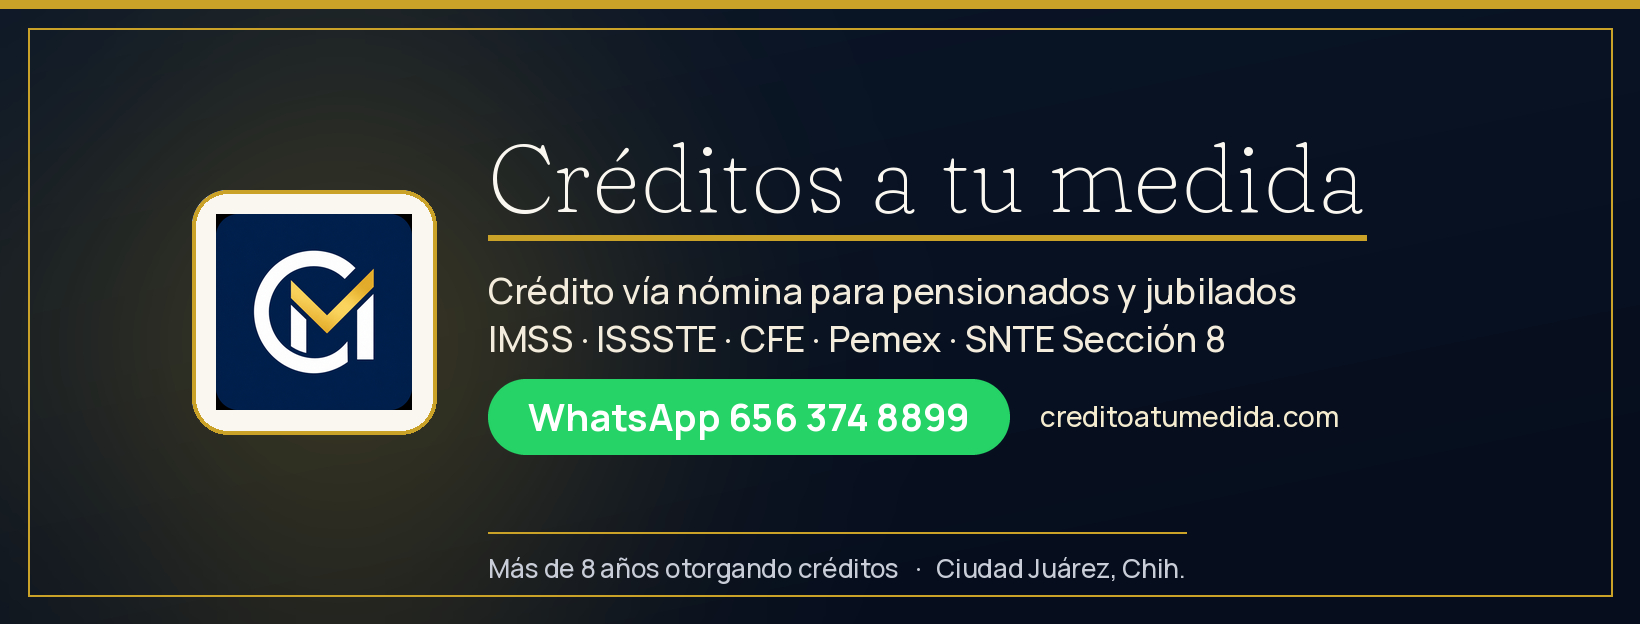 Créditos a tu medida
Crédito vía nómina para pensionados y jubilados
IMSS · ISSSTE · CFE · Pemex · SNTE Sección 8
WhatsApp 656 374 8899
creditoatumedida.com
Más de 8 años otorgando créditos · Ciudad Juárez, Chih.